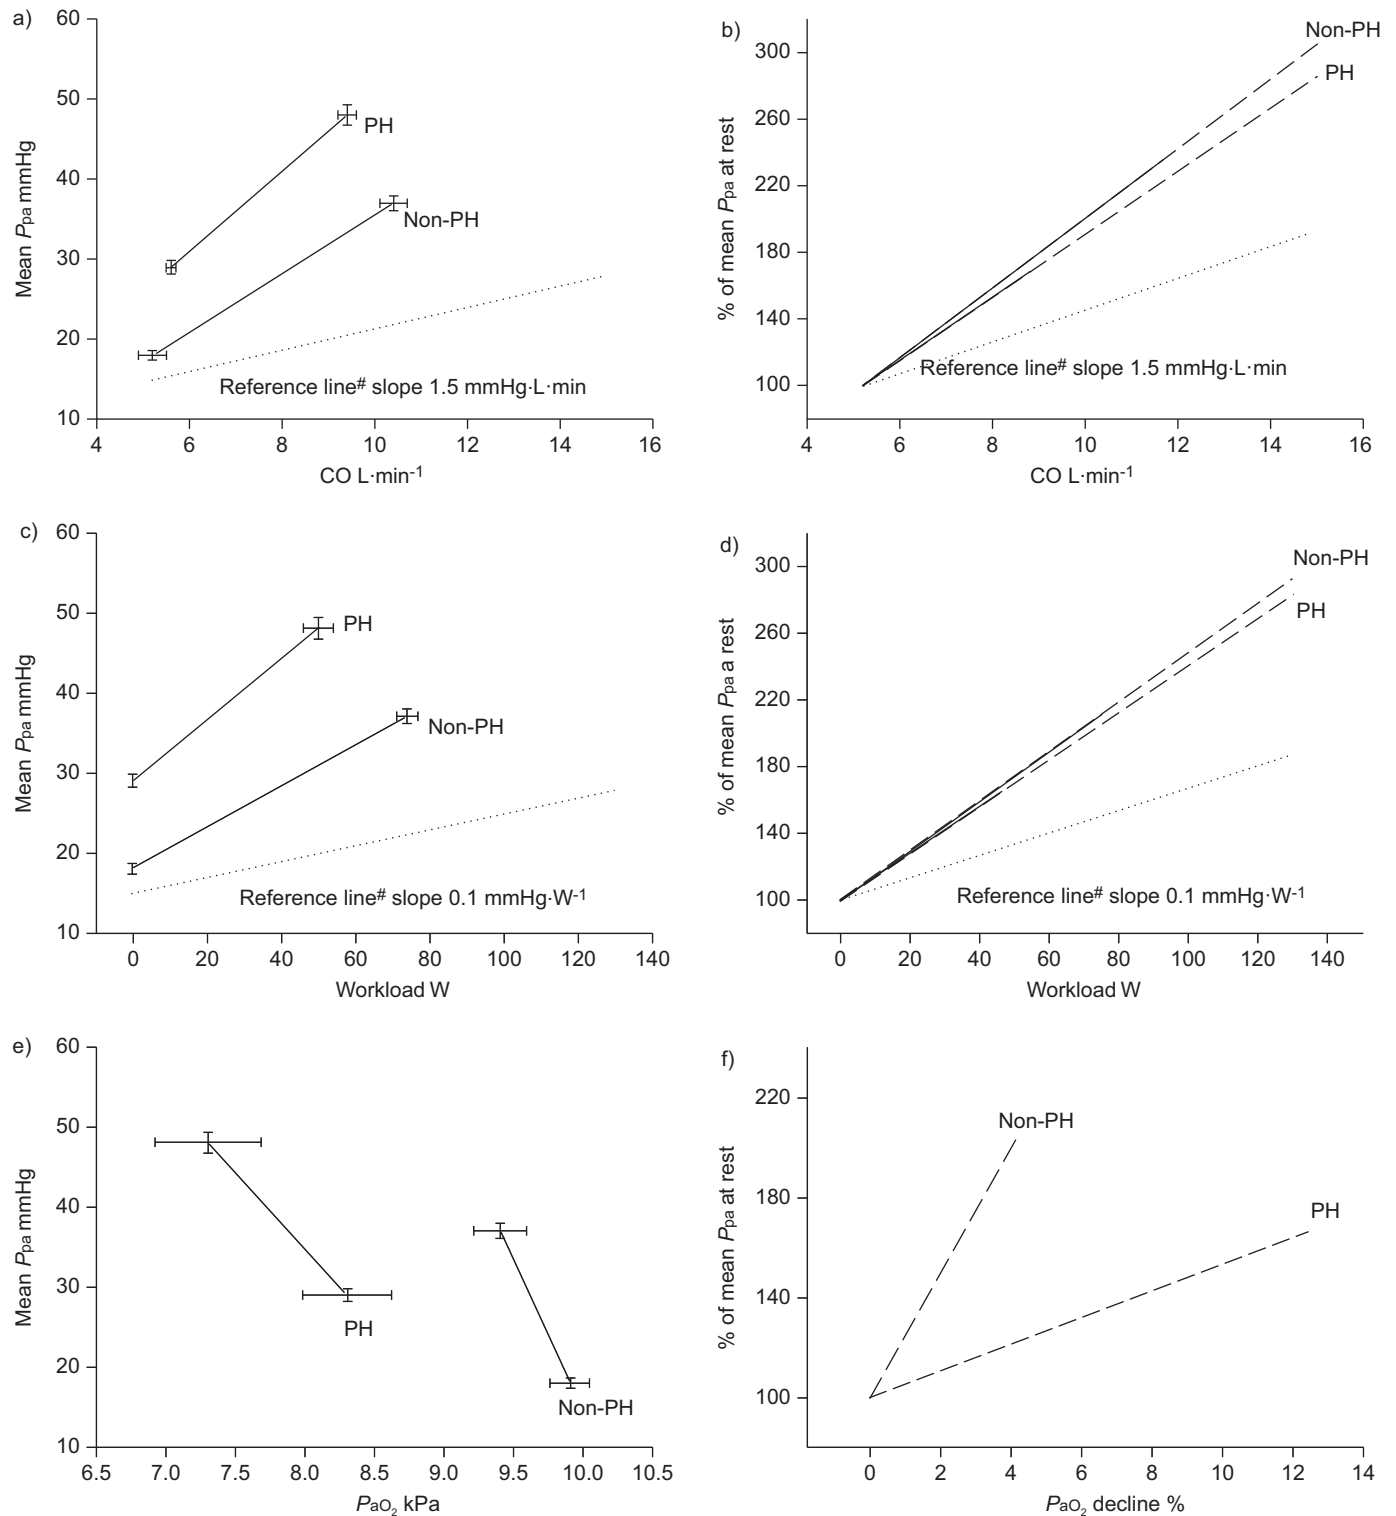 a)
60
50
40
30
20
10
Mean Ppa mmHg
PH
Non-PH
Reference line# slope 1.5 mmHg·L·min
4 6 8 10 12 14 16
CO L·min-1
b)
300
260
220
180
140
100
% of mean Ppa at rest
Non-PH
PH
Reference line# slope 1.5 mmHg·L·min
4 6 8 10 12 14 16
CO L·min-1
c)
60
50
40
30
20
10
Mean Ppa mmHg
PH
Non-PH
Reference line# slope 0.1 mmHg·W-1
0 20 40 60 80 100 120 140
Workload W
d)
300
260
220
180
140
100
% of mean Ppa a rest
Non-PH
PH
Reference line# slope 0.1 mmHg·W-1
0 20 40 60 80 100 120 140
Workload W
e)
60
50
40
30
20
10
Mean Ppa mmHg
PH
Non-PH
6.5 7.0 7.5 8.0 8.5 9.0 9.5 10.0 10.5
PaO2 kPa
f)
220
180
140
100
% of mean Ppa at rest
Non-PH
PH
0 2 4 6 8 10 12 14
PaO2 decline %